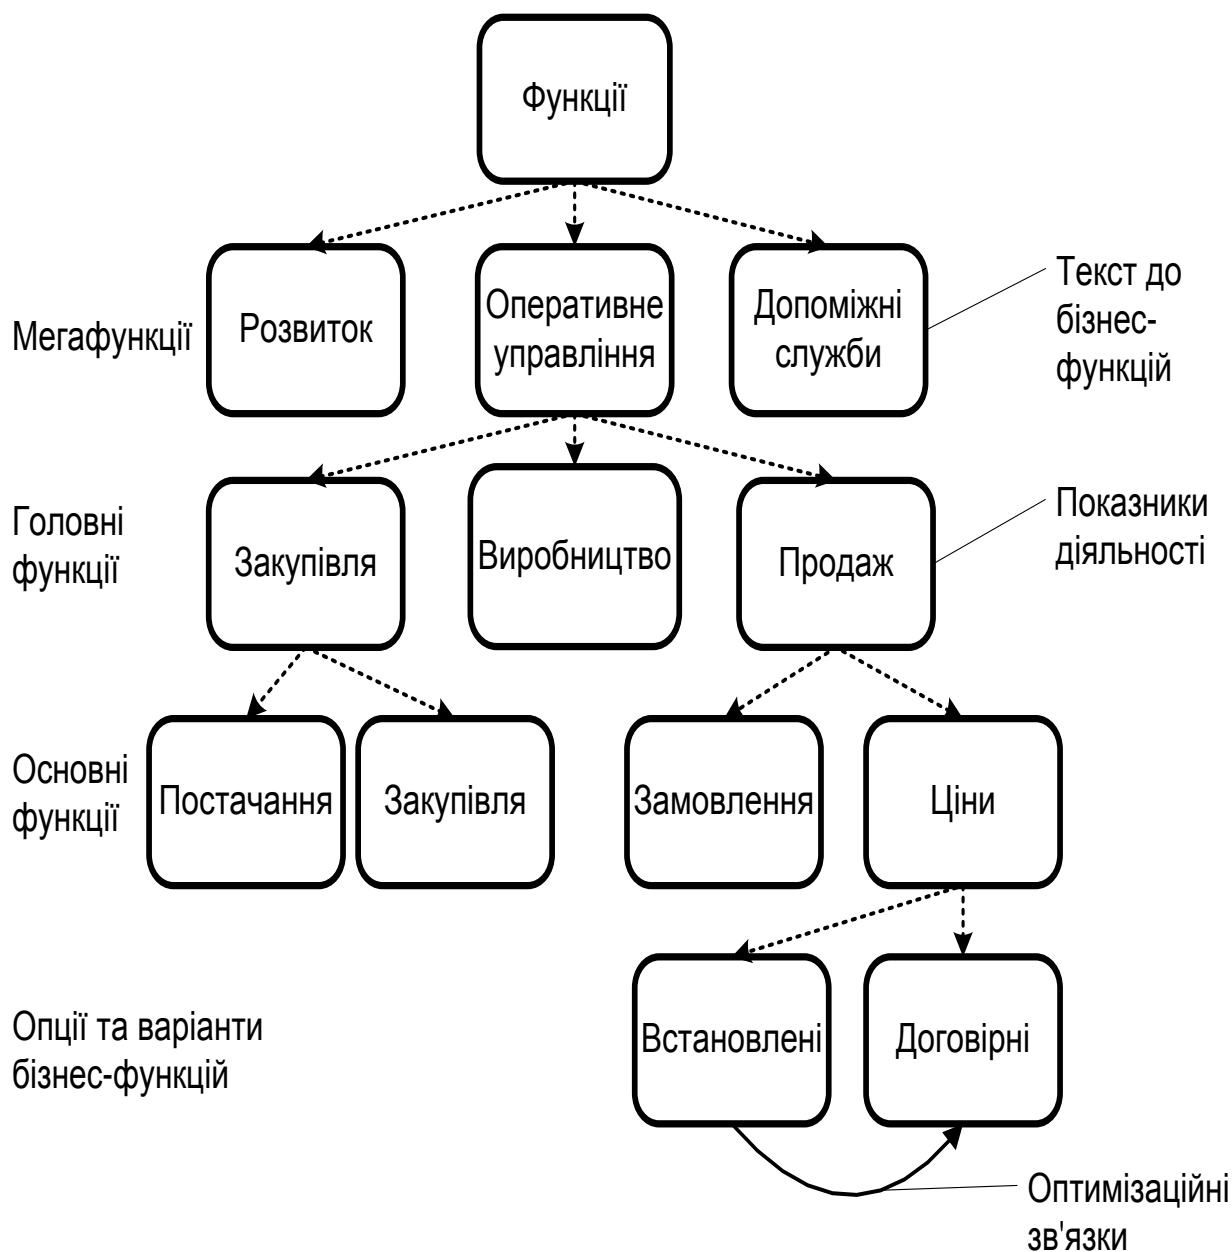 Функції
Мегафункції
Розвиток
Оперативне
управління
Допоміжні
служби
Текст до
бізнес-
функцій
Головні
функції
Закупівля
Виробництво
Продаж
Показники
діяльності
Основні
функції
Постачання
Закупівля
Замовлення
Ціни
Опції та варіанти
бізнес-функцій
Встановлені
Договірні
Оптимізаційні
зв'язки